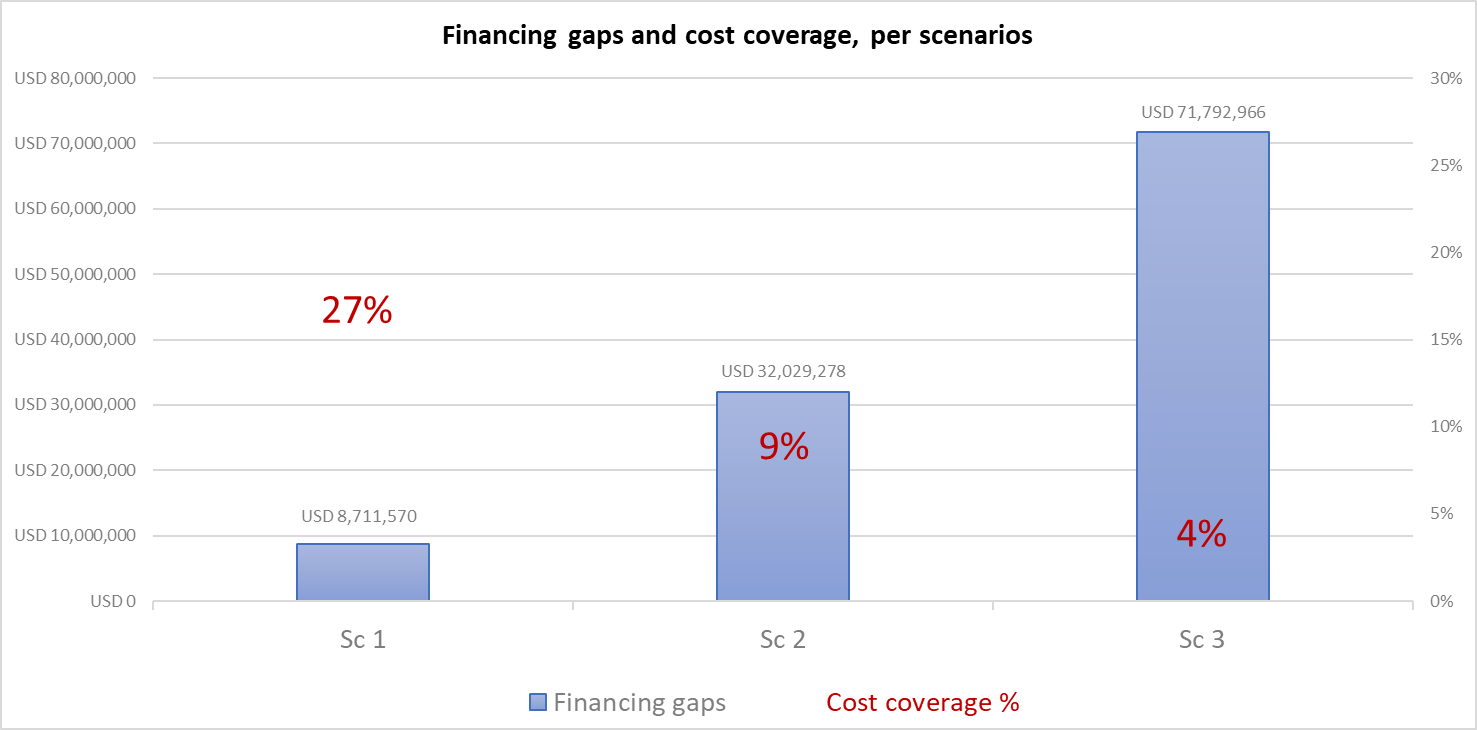 Financing gaps and cost coverage, per scenarios
USD 80,000,000
30%
USD 71,792,966
USD 70,000,000
25%
USD 60,000,000
20%
USD 50,000,000
27%
USD 40,000,000
15%
USD 32,029,278
USD 30,000,000
10%
9%
USD 20,000,000
USD 8,711,570
5%
USD 10,000,000
4%
USD 0
0%
Sc 1
Sc 2
Sc 3
Financing gaps
Cost coverage %